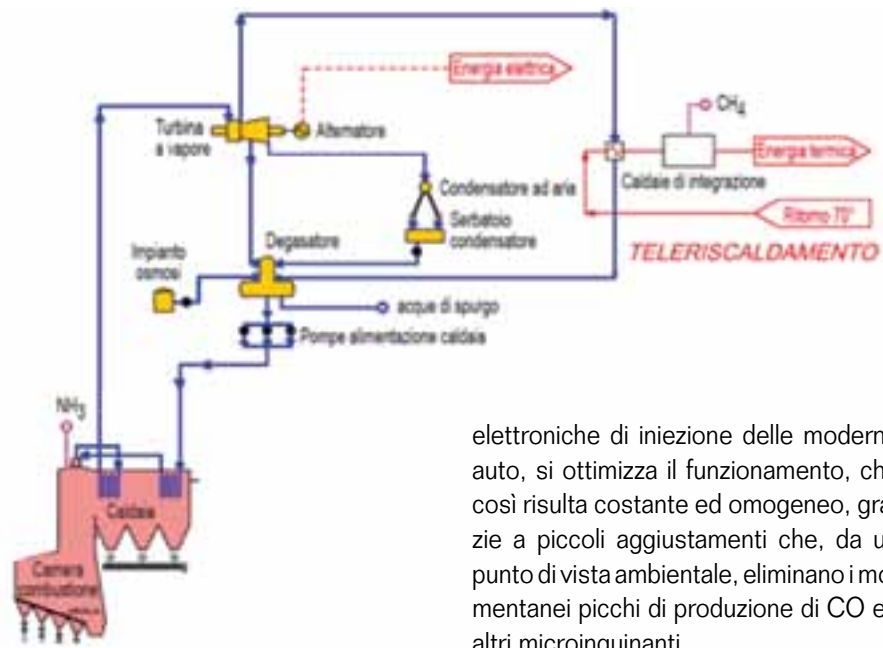 Energia elettrica
CH4
Turbina
a vapore
Alternatore
Energia termica
Condensatore ad aria
Caldaie di integrazione
Serbatoio
condensatore
Ritorno 70°
Degasatore
TELERISCALDAMENTO
Impianto
osmosi
acque di spurgo
Pompe alimentazione caldaia
NH3
Caldaia
Camera
combustione
elettroniche di iniezione delle modern
auto, si ottimizza il funzionamento, ch
così risulta costante ed omogeneo, gra
zie a piccoli aggiustamenti che, da u
punto di vista ambientale, eliminano i mo
mentanei picchi di produzione di CO e
altri microinquinanti